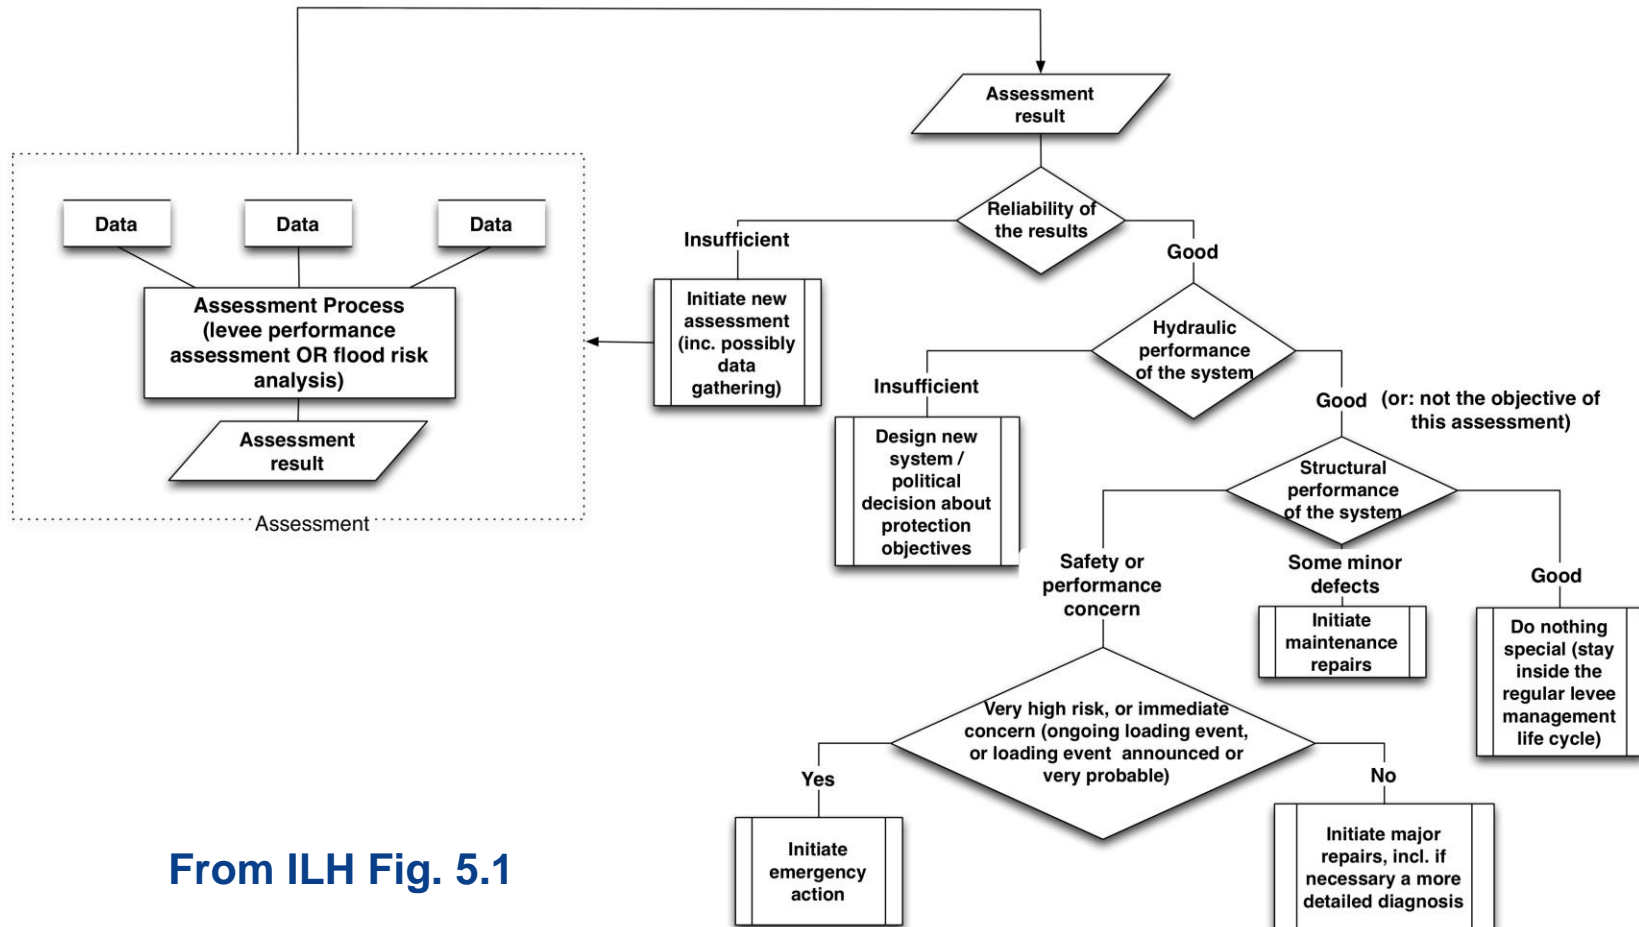 Assessment
result
Data
Data
Data
Reliability of
the results
Insufficient
Good
Assessment Process
(levee performance
assessment OR flood risk
analysis)
Initiate new
assessment
(inc. possibly
data
gathering)
Hydraulic
performance
of the system
Insufficient
Good
(or: not the objective of
this assessment)
Assessment
result
Assessment
Design new
system /
political
decision about
protection
objectives
Structural
performance
of the system
Safety or
performance
concern
Some minor
defects
Good
Initiate
maintenance
repairs
Do nothing
special (stay
inside the
regular levee
management
life cycle)
Very high risk, or immediate
concern (ongoing loading event,
or loading event announced or
very probable)
Yes
No
Initiate
emergency
action
Initiate major
repairs, incl. if
necessary a more
detailed diagnosis
From ILH Fig. 5.1